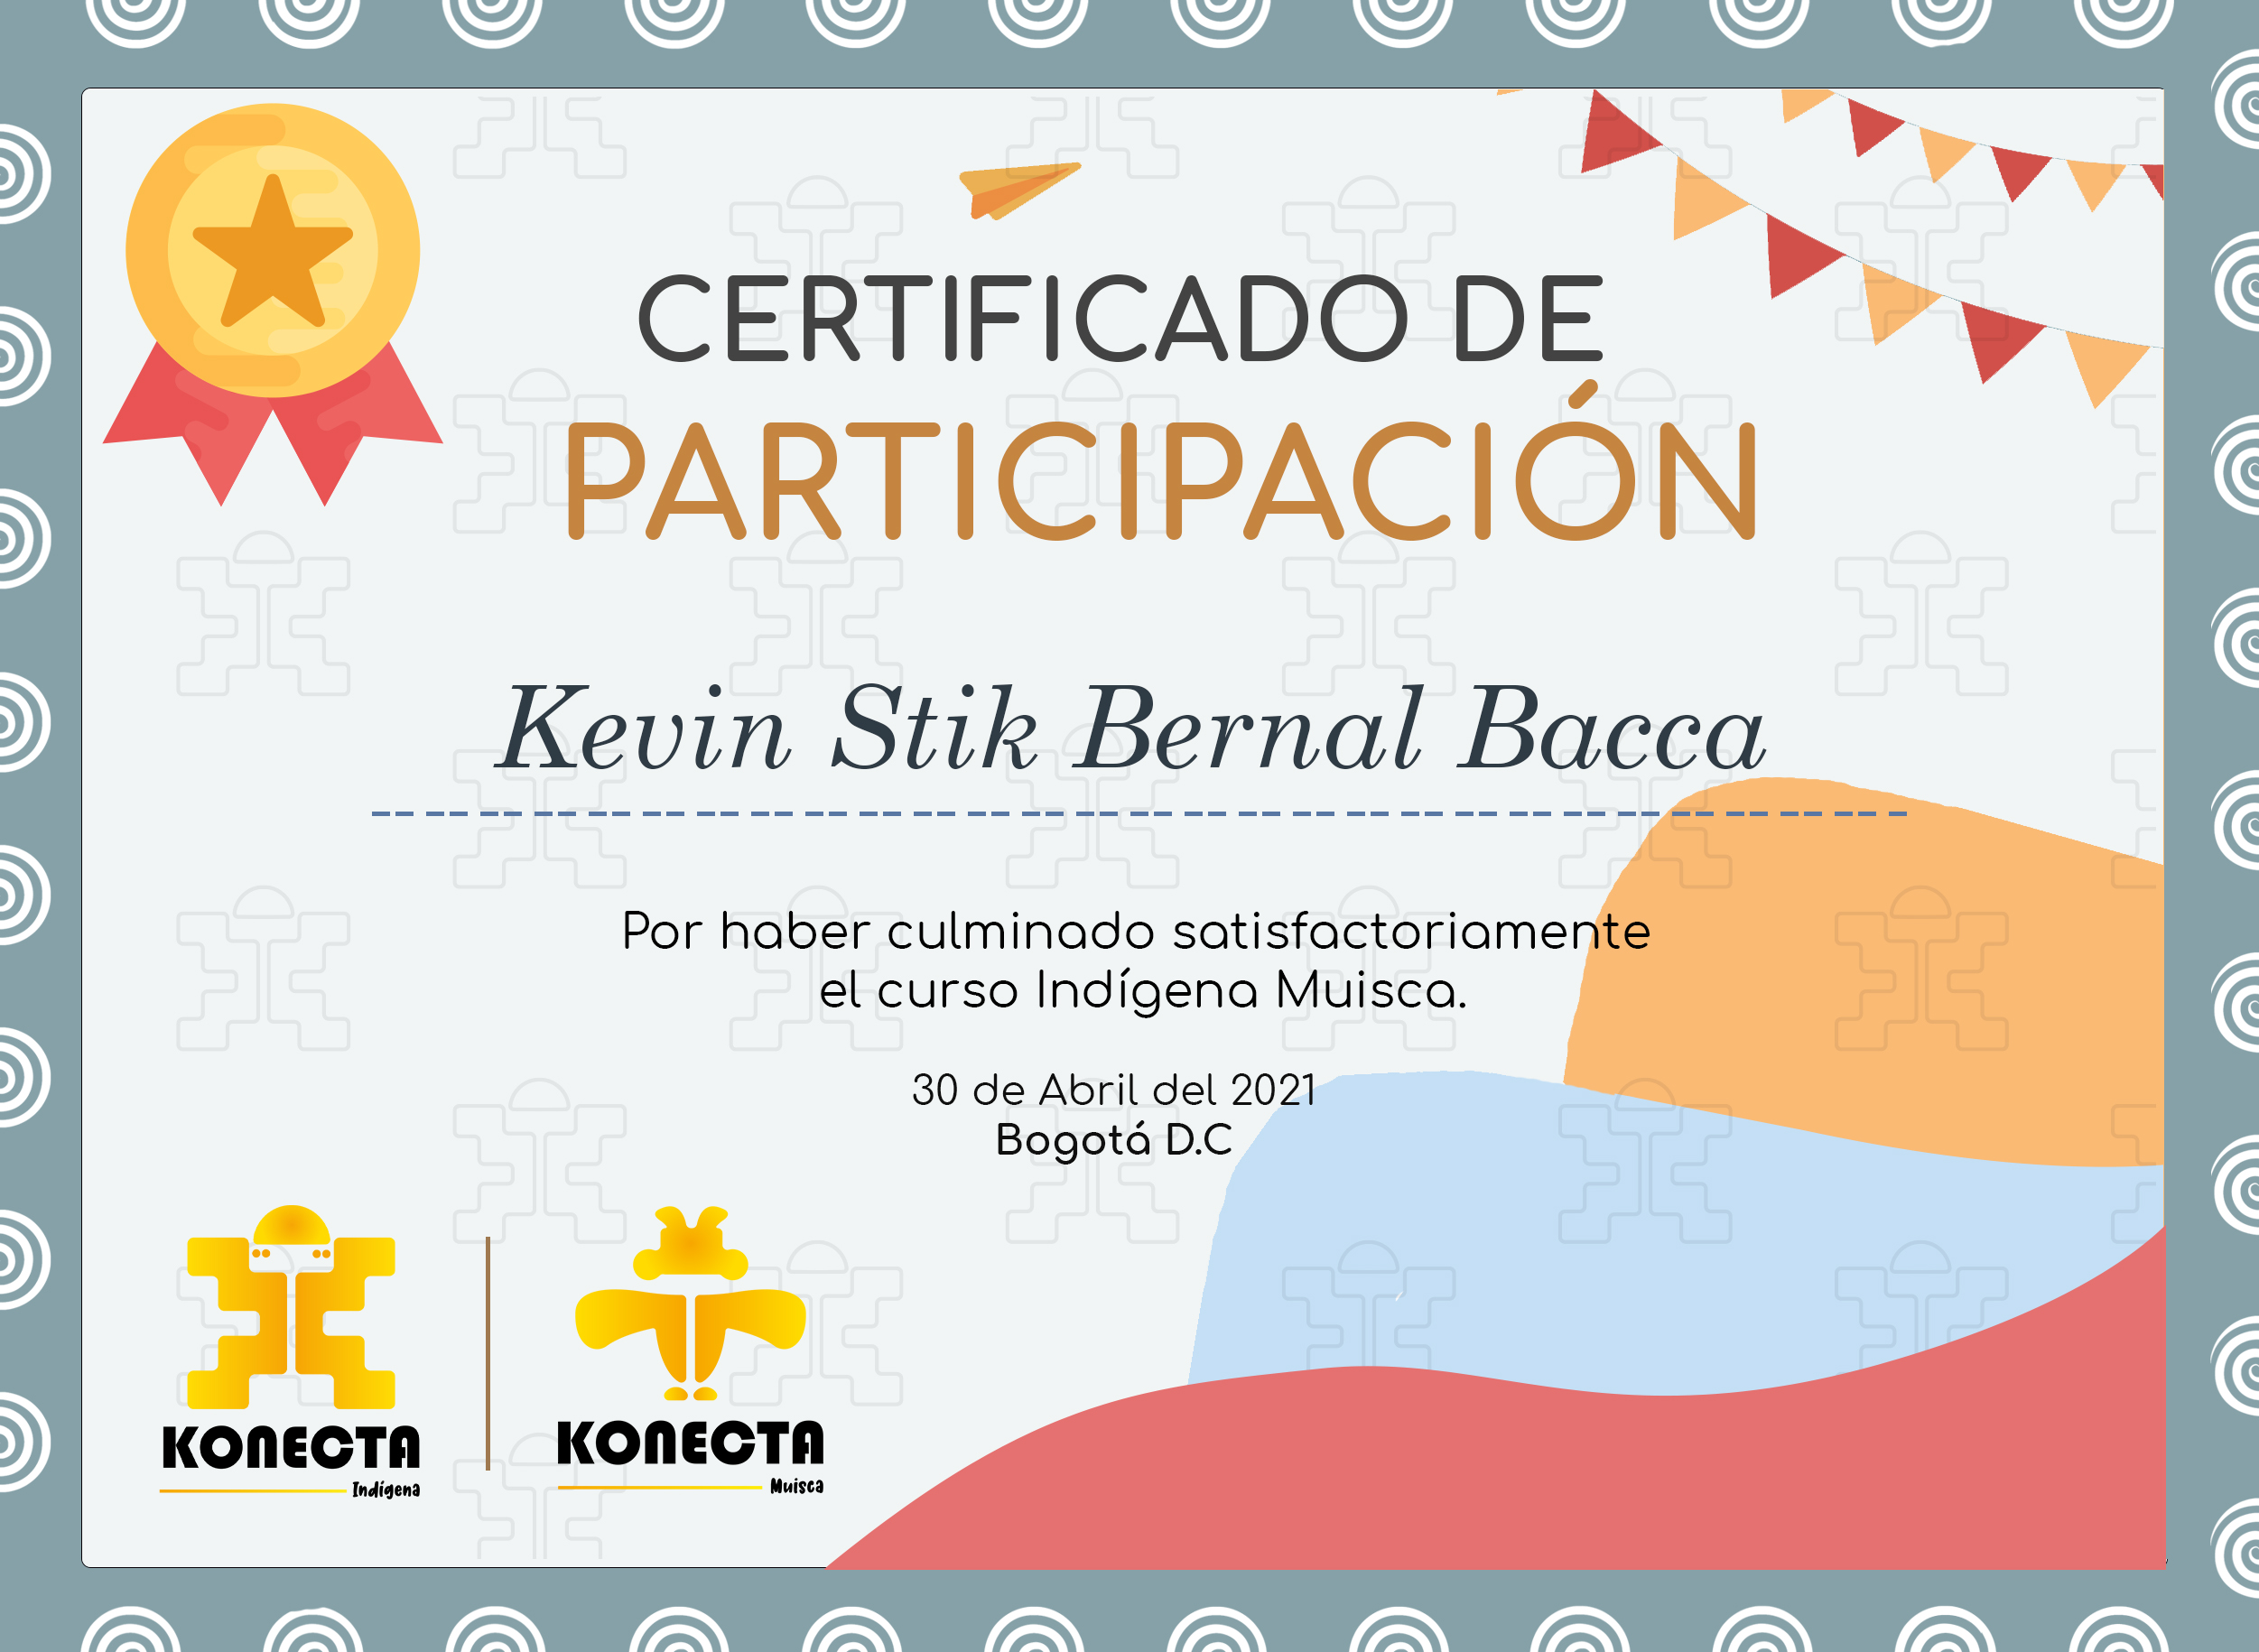 CERTIFICADO DE
PARTICIPACIÓN
Kevin Stik Bernal Bacca
Por haber culminado satisfactoriamente
el curso Indígena Muisca.
30 de Abril del 2021
Bogotá D.C
KONECTA
Indígena
KONECTA
Muisca